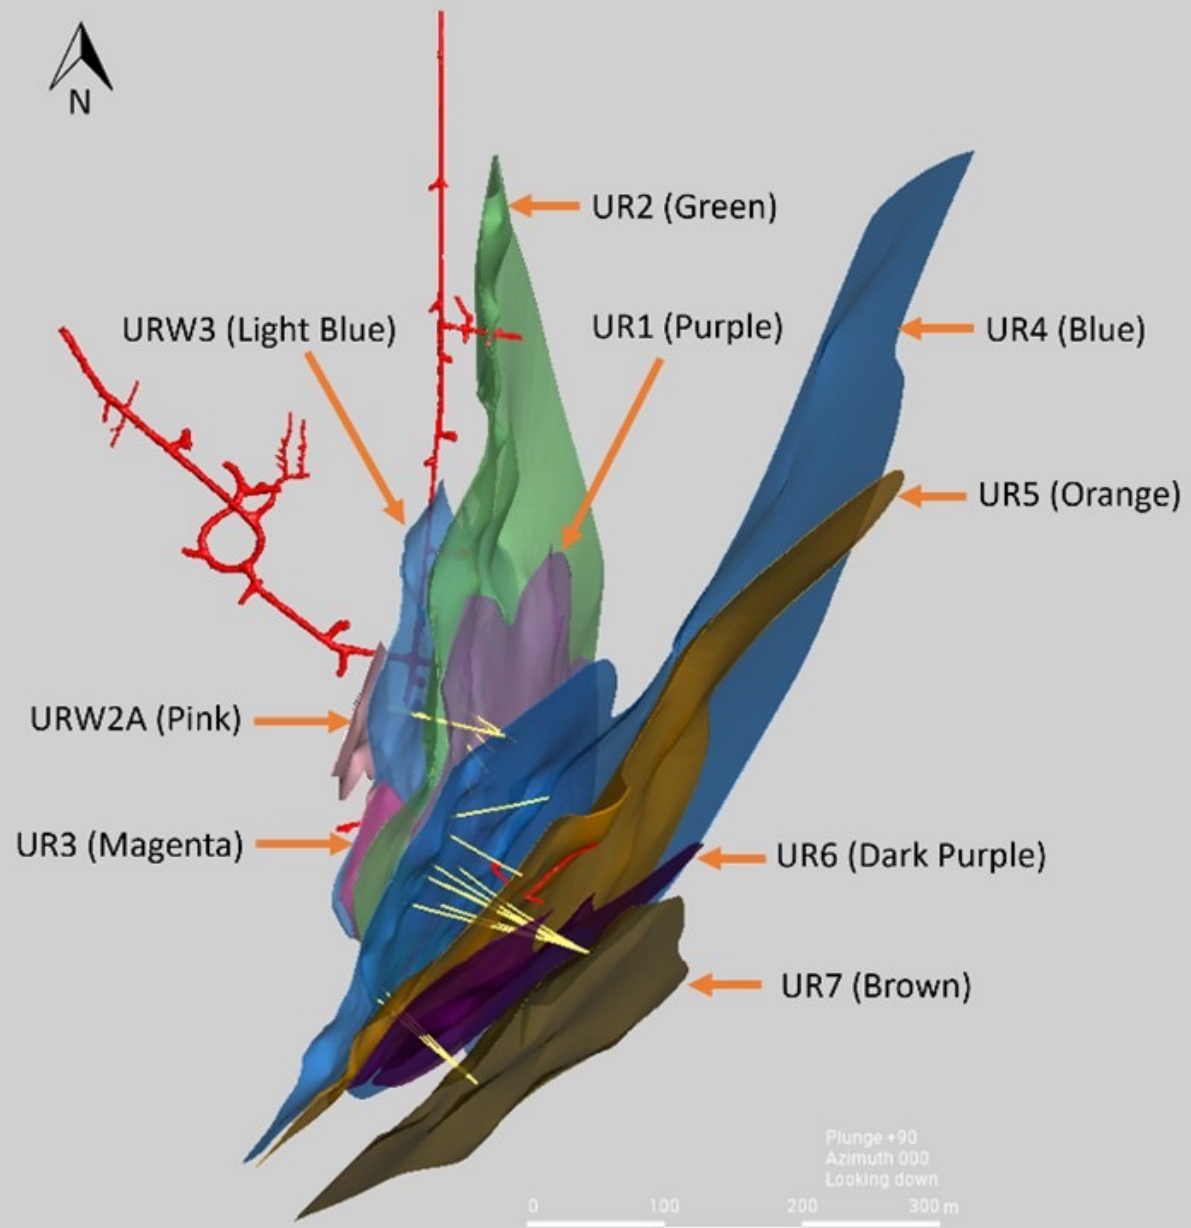 N
UR2 (Green)
URW3 (Light Blue)
UR1 (Purple)
UR4 (Blue)
UR5 (Orange)
URW2A (Pink)
UR3 (Magenta)
UR6 (Dark Purple)
UR7 (Brown)
Plunge +90
Azimuth 000
Looking down
0 100 200 300 m